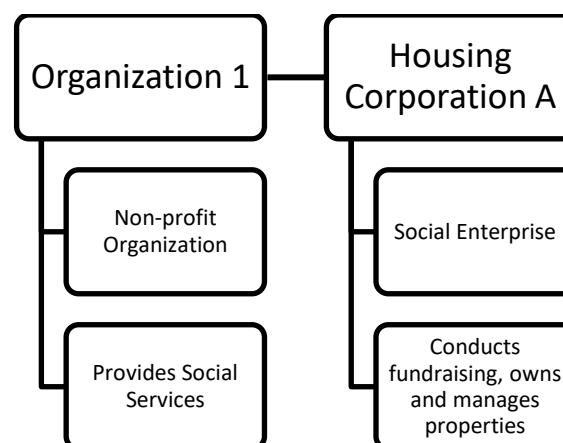 Organization 1
Housing
Corporation A
Non-profit
Organization
Social Enterprise
Provides Social
Services
Conducts
fundraising, owns
and manages
properties